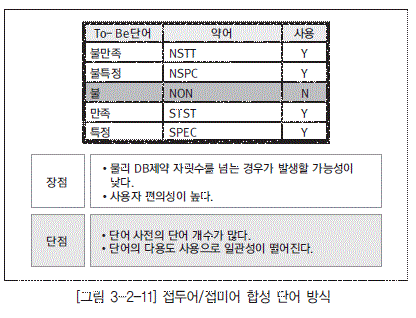 To-Be단어 약어 사용
불만족 NSTT Y
불특정 NSPC Y
불 NON N
만족 STST Y
특정 SPEC Y
장점
• 물리 DB제약 자릿수를 넘는 경우가 발생할 가능성이
낮다.
• 사용자 편의성이 높다.
단점
• 단어 사전의 단어 개수가 많다.
• 단어의 다용도 사용으로 일관성이 떨어진다.
[그림 3-2-11] 접두어/접미어 합성 단어 방식